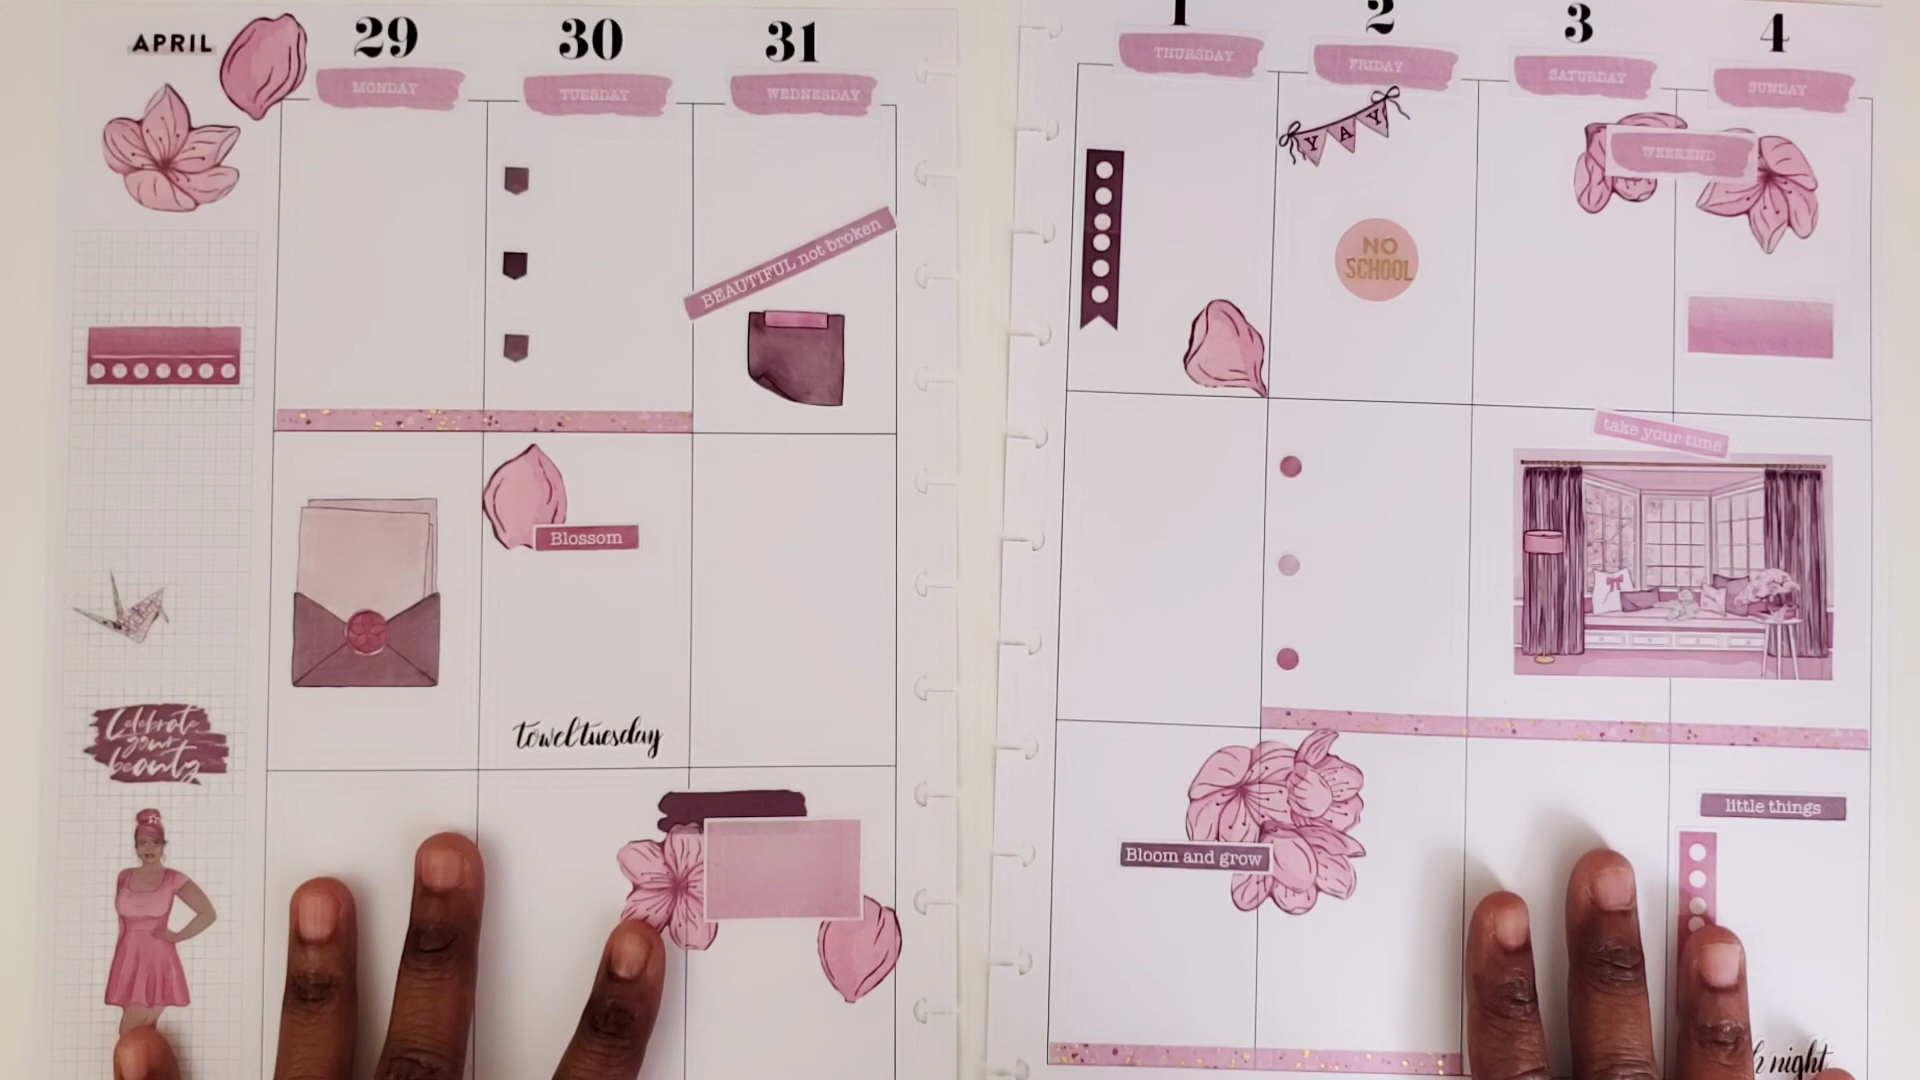 APRIL
29
30
31
MONDAY
TUESDAY
WEDNESDAY
BEAUTIFUL not broken
Blossom
towel tuesday
Celebrate
your
beauty
1
2
3
4
THURSDAY
FRIDAY
SATURDAY
SUNDAY
YAY
WEEKEND
NO
SCHOOL
take your time
Bloom and grow
little things
night